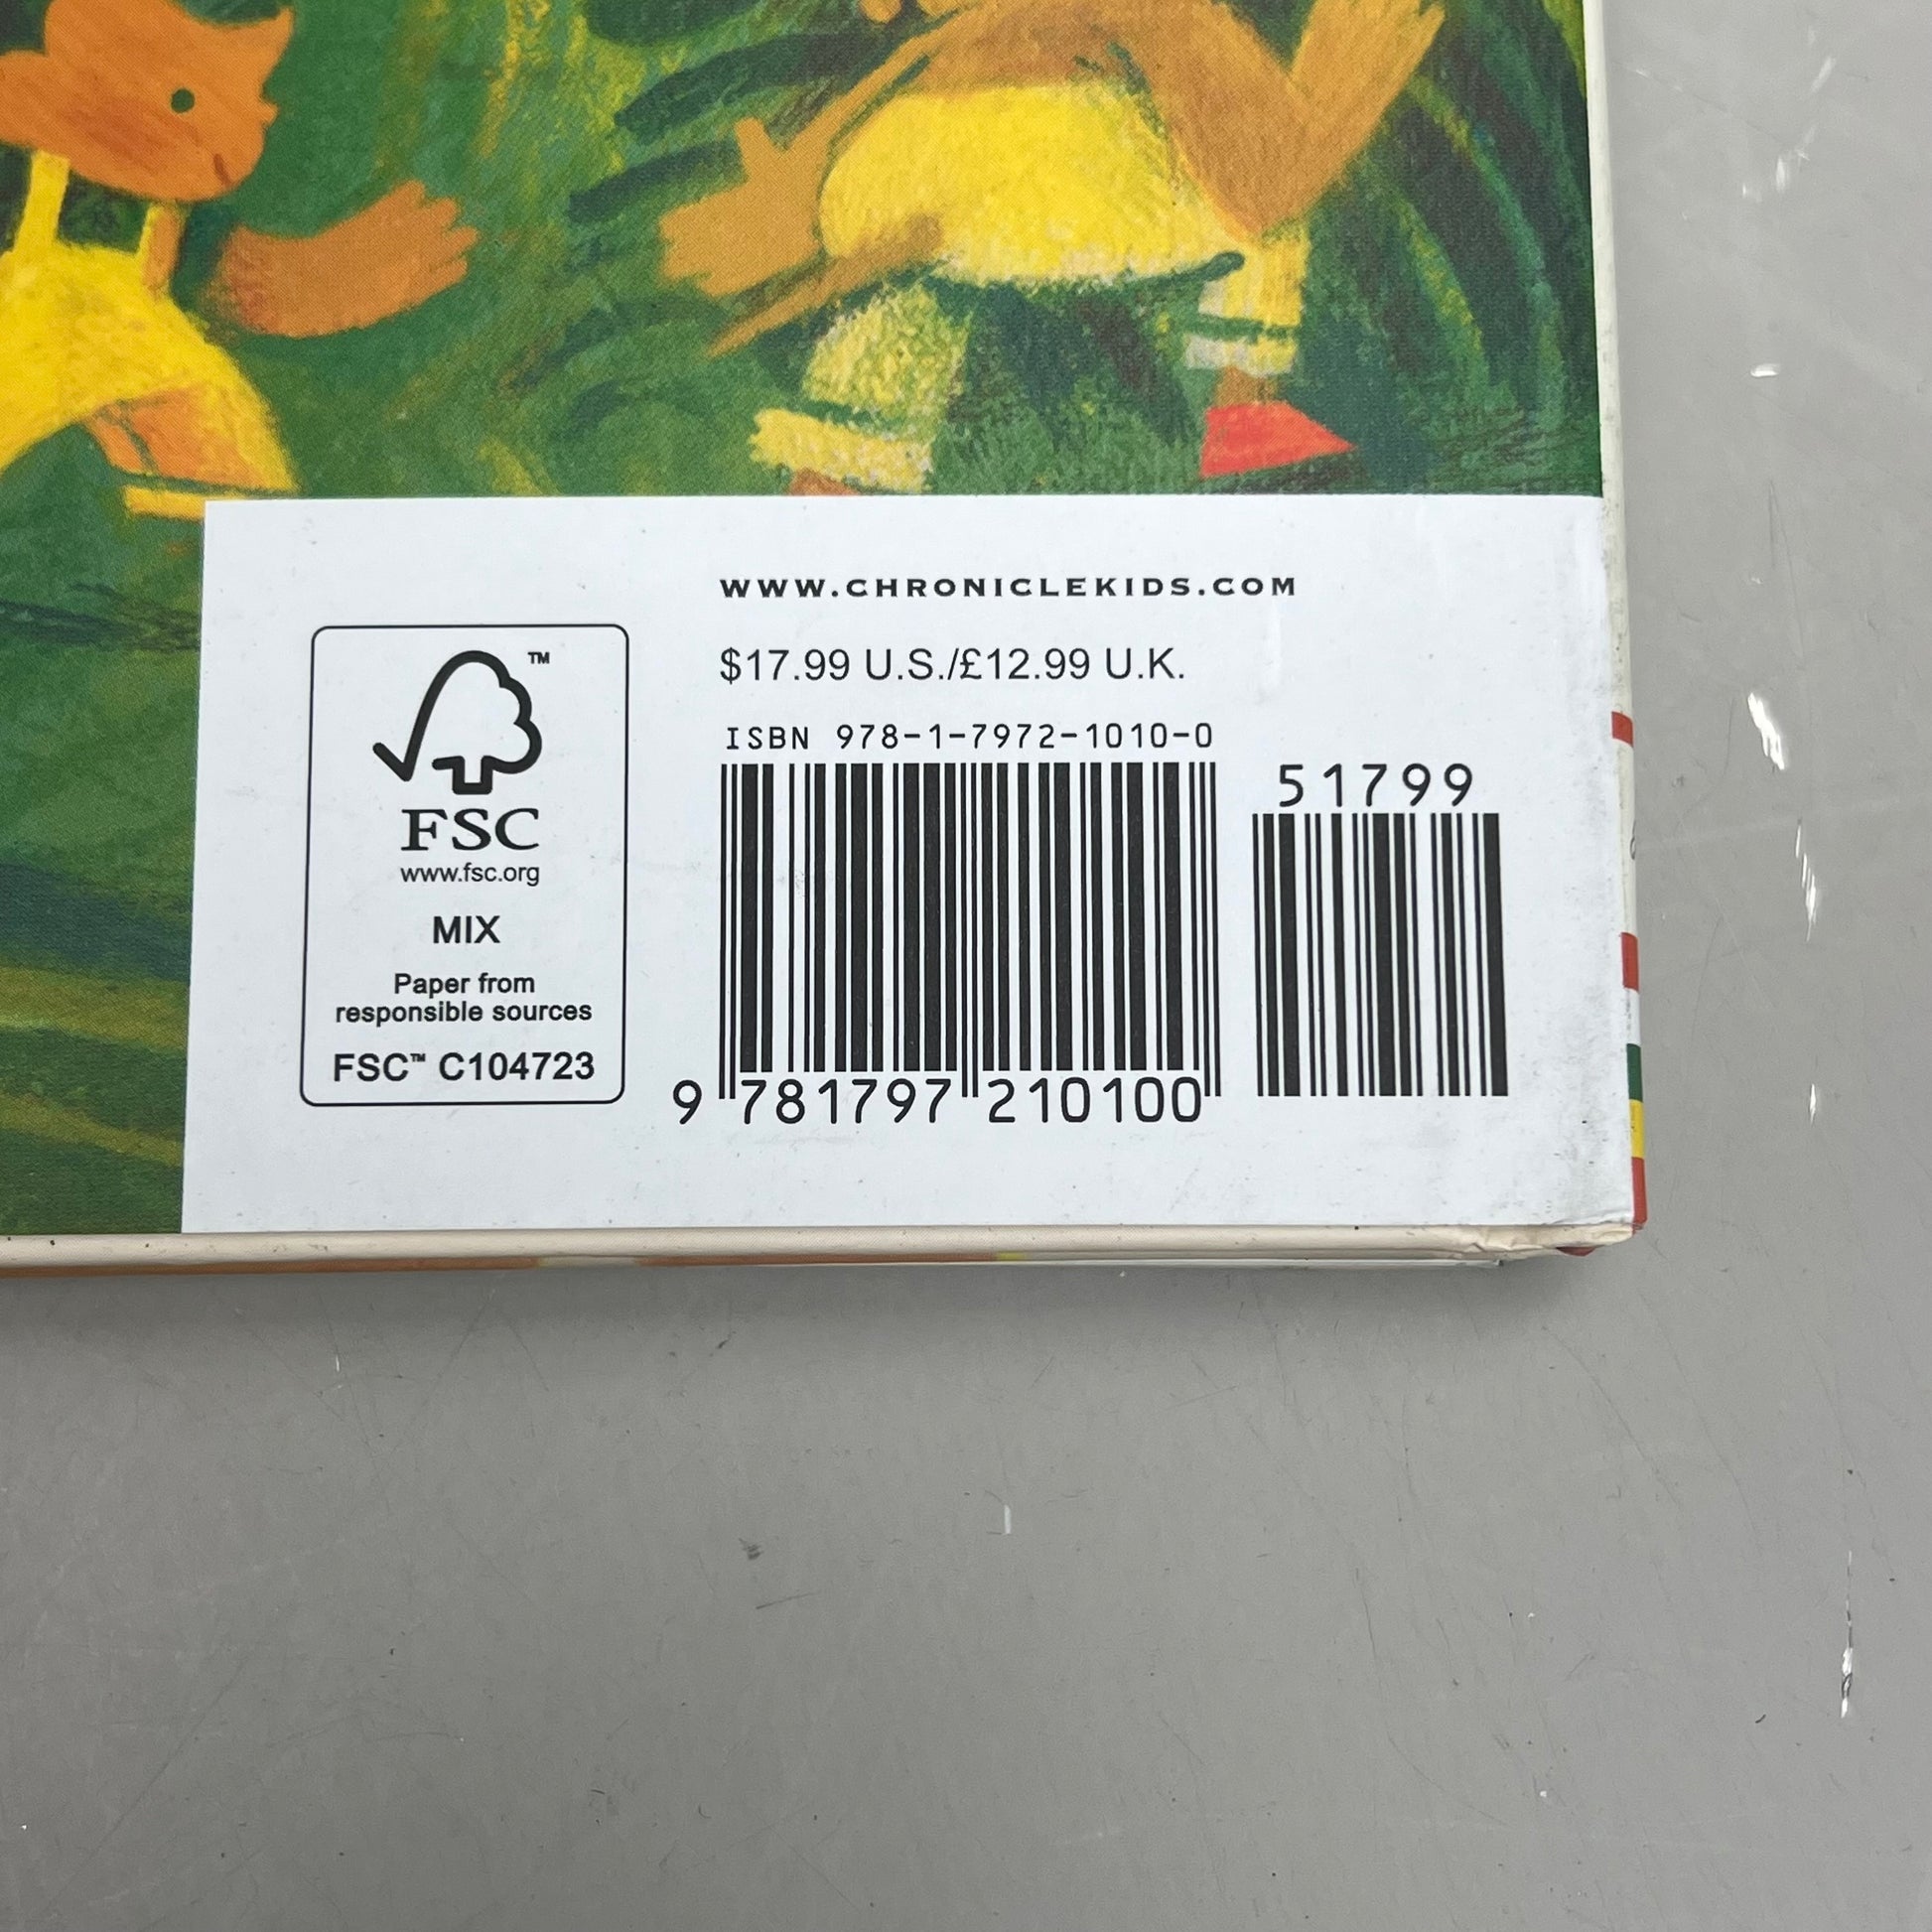 WWW.CHRONICLEKIDS.COM
$17.99 U.S./£12.99 U.K.
ISBN 978-1-7972-1010-0
51799
9 781797 210100
™
FSC
www.fsc.org
MIX
Paper from
responsible sources
FSC™ C104723